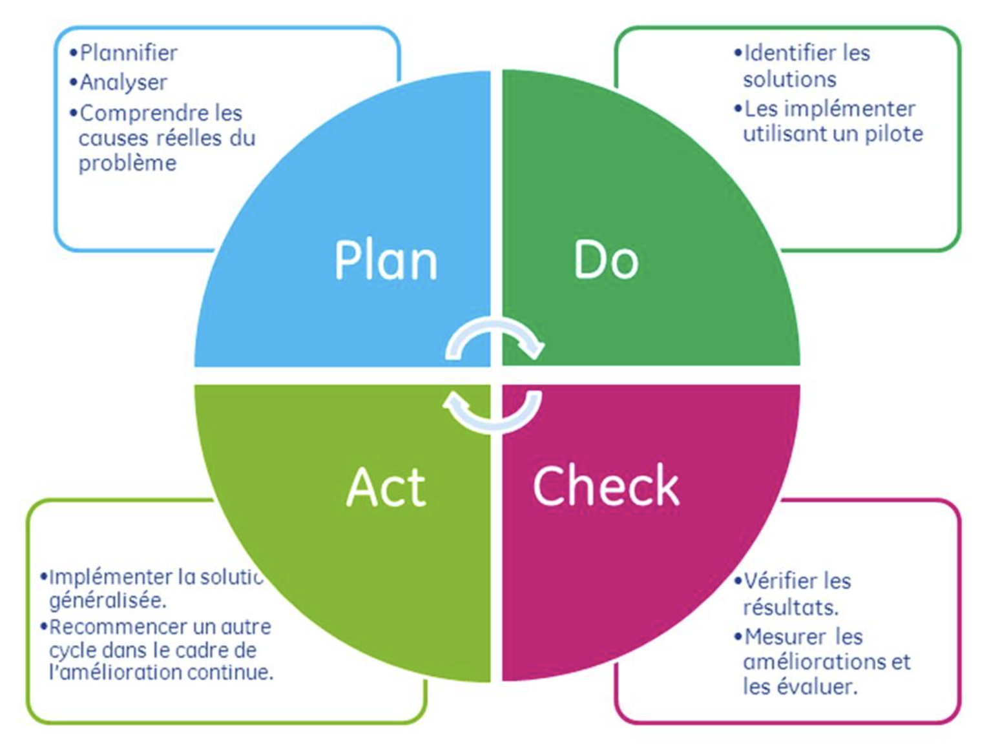 •Plannifier
•Analyser
•Comprendre les
causes réelles du
problème
•Identifier les
solutions
•Les implémenter
utilisant un pilote
Plan
Do
Act
Check
•Implémenter la
généralisée.
•Recommencer un autre
cycle dans le cadre de
l'amélioration continue.
•Vérifier les
résultats.
•Mesurer les
améliorations et
les évaluer.